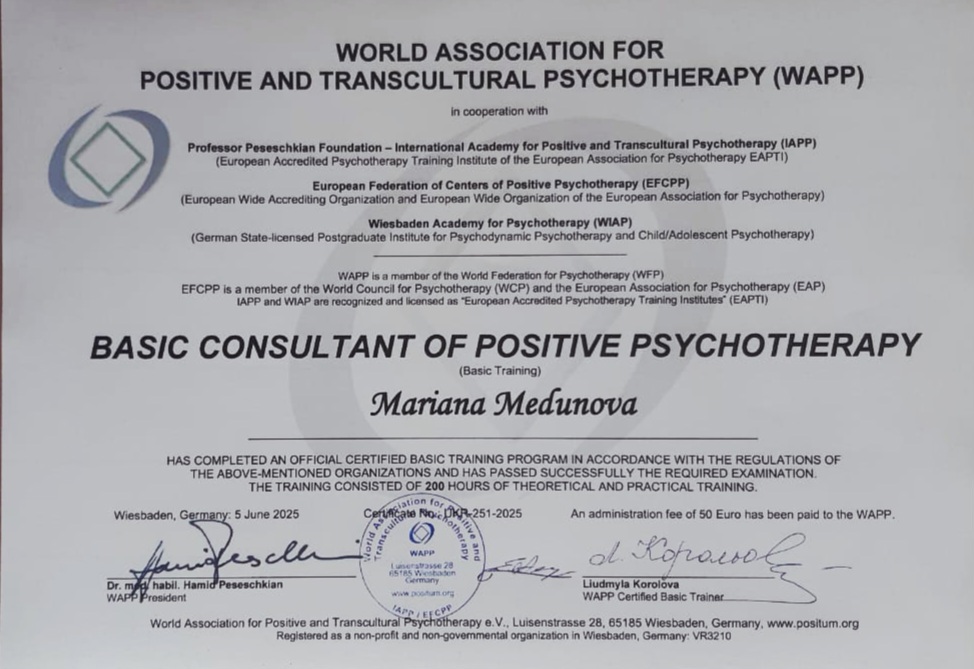 WORLD ASSOCIATION FOR
POSITIVE AND TRANSCULTURAL PSYCHOTHERAPY (WAPP)
in cooperation with
Professor Peseschkian Foundation – International Academy for Positive and Transcultural Psychotherapy (IAPP)
(European Accredited Psychotherapy Training Institute of the European Association for Psychotherapy EAPTI)
European Federation of Centers of Positive Psychotherapy (EFCPP)
(European Wide Accrediting Organization and European Wide Organization of the European Association for Psychotherapy)
Wiesbaden Academy for Psychotherapy (WIAP)
(German State-licensed Postgraduate Institute for Psychodynamic Psychotherapy and Child/Adolescent Psychotherapy)
WAPP is a member of the World Federation for Psychotherapy (WFP)
EFCPP is a member of the World Council for Psychotherapy (WCP) and the European Association for Psychotherapy (EAP)
IAPP and WIAP are recognized and licensed as "European Accredited Psychotherapy Training Institutes" (EAPTI)
BASIC CONSULTANT OF POSITIVE PSYCHOTHERAPY
(Basic Training)
Mariana Medunova
HAS COMPLETED AN OFFICIAL CERTIFIED BASIC TRAINING PROGRAM IN ACCORDANCE WITH THE REGULATIONS OF
THE ABOVE-MENTIONED ORGANIZATIONS AND HAS PASSED SUCCESSFULLY THE REQUIRED EXAMINATION.
THE TRAINING CONSISTED OF 200 HOURS OF THEORETICAL AND PRACTICAL TRAINING.
Wiesbaden, Germany: 5 June 2025
Certificate No. UKR-251-2025
An administration fee of 50 Euro has been paid to the WAPP.
World Association for Positive and
Transcultural Psychotherapy
WAPP
Luisenstrasse 28
65185 Wiesbaden
Germany
www.positum.org
IAPP / EFCPP
Dr. med. habil. Hamid Peseschkian
WAPP President
Liudmyla Korolova
WAPP Certified Basic Trainer
World Association for Positive and Transcultural Psychotherapy e.V., Luisenstrasse 28, 65185 Wiesbaden, Germany, www.positum.org
Registered as a non-profit and non-governmental organization in Wiesbaden, Germany: VR3210